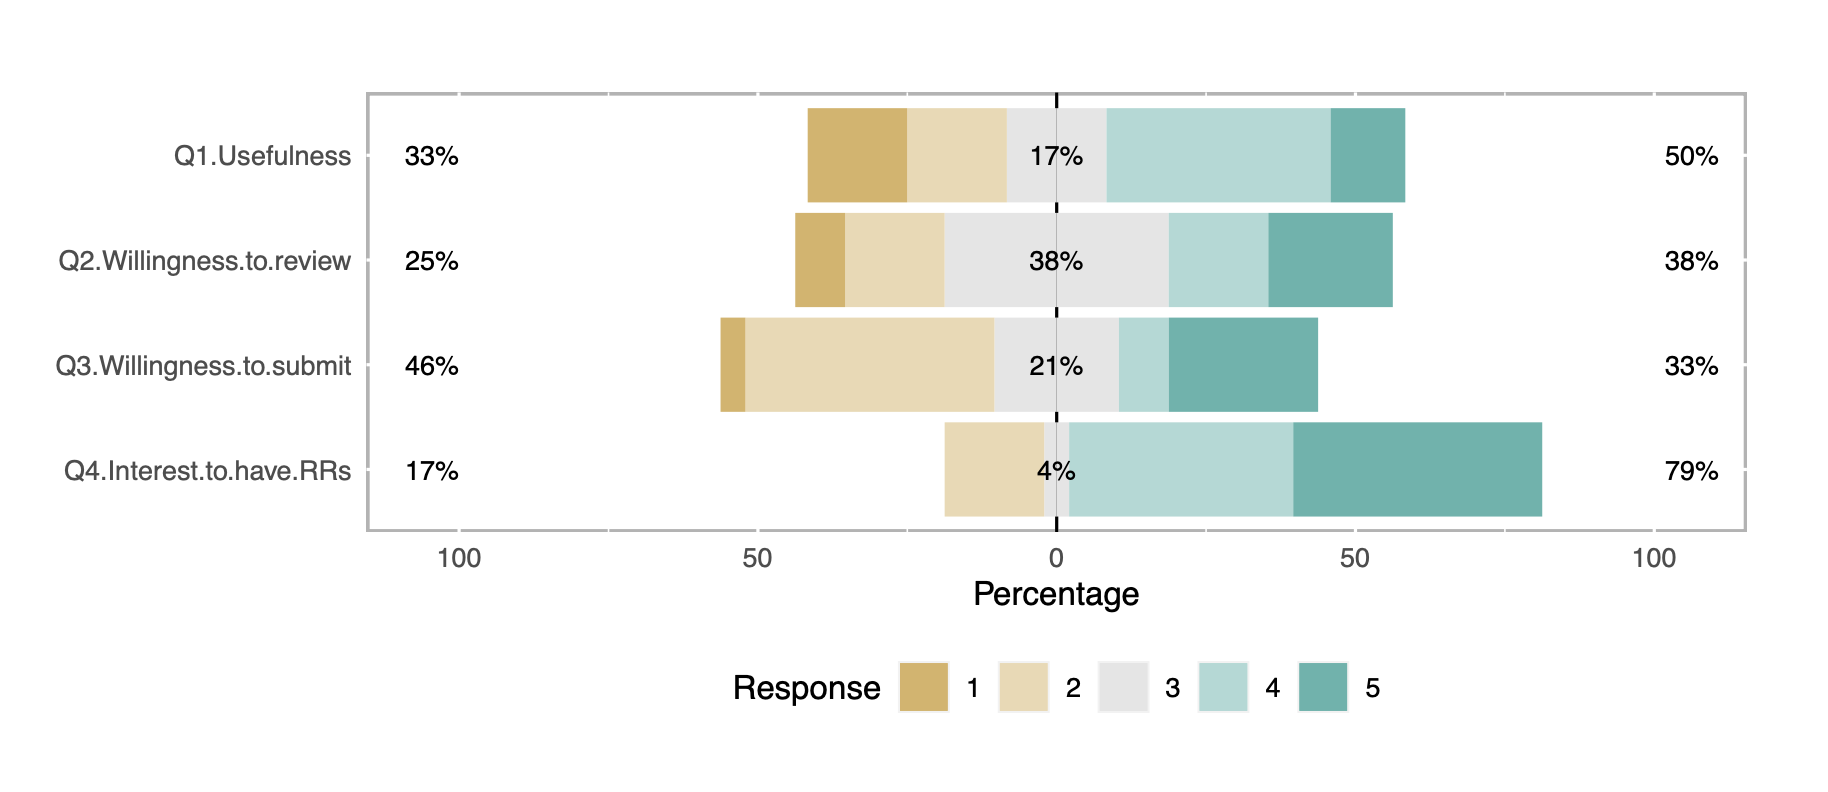 Q1.Usefulness 33% 17% 50%
Q2.Willingness.to.review 25% 38% 38%
Q3.Willingness.to.submit 46% 21% 33%
Q4.Interest.to.have.RRs 17% 4% 79%
100 50 0 50 100
Percentage
Response 1 2 3 4 5